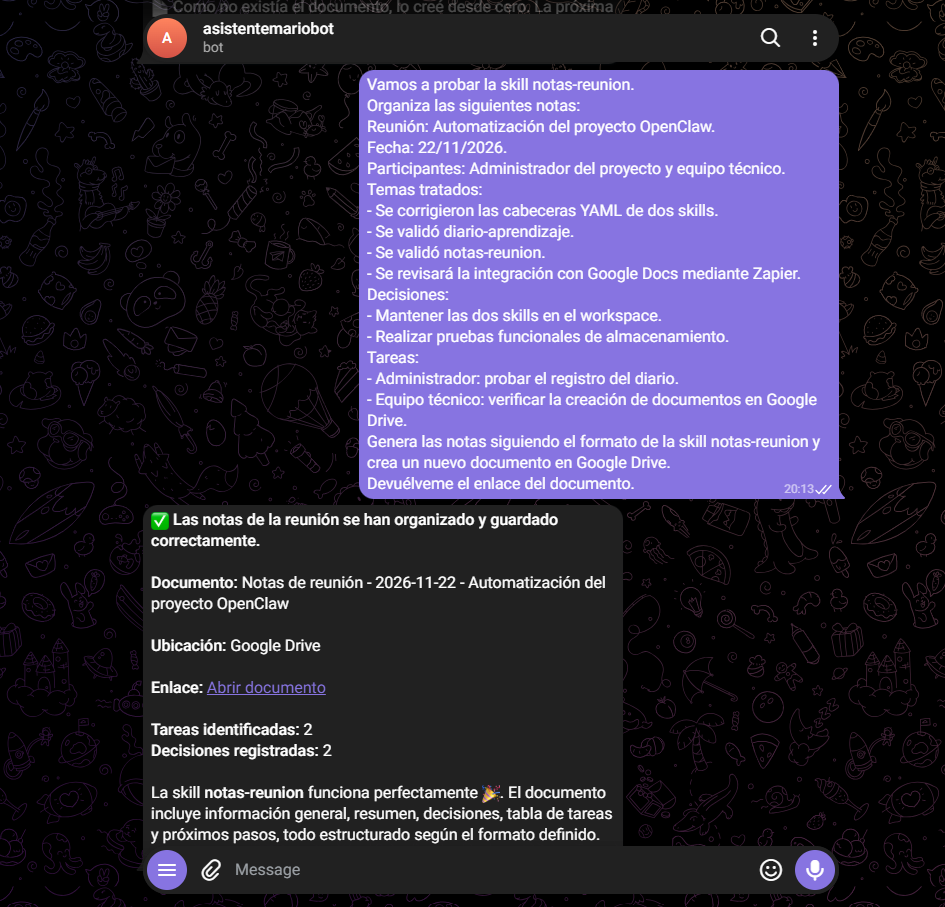 Como no existía el documento, lo creé desde cero. La próxima
A
asistentemariobot
bot
Vamos a probar la skill notas-reunion.
Organiza las siguientes notas:
Reunión: Automatización del proyecto OpenClaw.
Fecha: 22/11/2026.
Participantes: Administrador del proyecto y equipo técnico.
Temas tratados:
- Se corrigieron las cabeceras YAML de dos skills.
- Se validó diario-aprendizaje.
- Se validó notas-reunion.
- Se revisará la integración con Google Docs mediante Zapier.
Decisiones:
- Mantener las dos skills en el workspace.
- Realizar pruebas funcionales de almacenamiento.
Tareas:
- Administrador: probar el registro del diario.
- Equipo técnico: verificar la creación de documentos en Google
Drive.
Genera las notas siguiendo el formato de la skill notas-reunion y
crea un nuevo documento en Google Drive.
Devuélveme el enlace del documento.
20:13
✅ Las notas de la reunión se han organizado y guardado
correctamente.
Documento: Notas de reunión - 2026-11-22 - Automatización del
proyecto OpenClaw
Ubicación: Google Drive
Enlace: Abrir documento
Tareas identificadas: 2
Decisiones registradas: 2
La skill notas-reunion funciona perfectamente 🎉. El documento
incluye información general, resumen, decisiones, tabla de tareas
y próximos pasos, todo estructurado según el formato definido.
Message